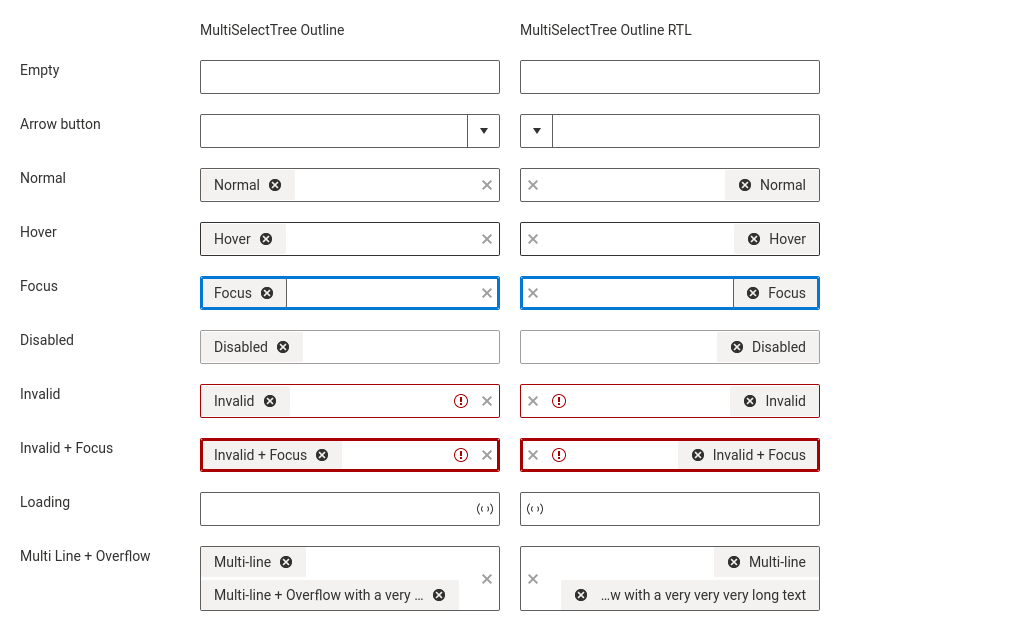 MultiSelectTree Outline MultiSelectTree Outline RTL
Empty
Arrow button
Normal Normal Normal
Hover Hover Hover
Focus Focus Focus
Disabled Disabled Disabled
Invalid Invalid Invalid
Invalid + Focus Invalid + Focus Invalid + Focus
Loading
Multi Line + Overflow Multi-line Multi-line
Multi-line + Overflow with a very ... ...w with a very very very long text